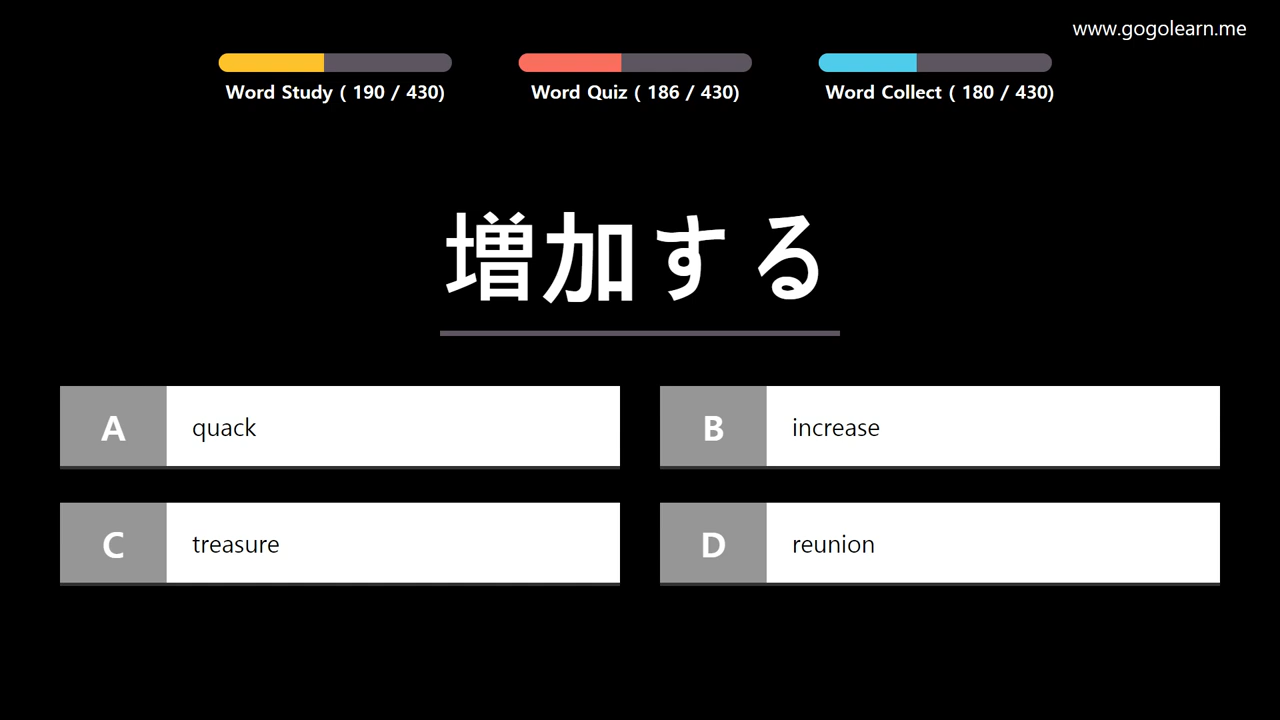 www.gogolearn.me
Word Study ( 190 / 430)
Word Quiz ( 186 / 430)
Word Collect ( 180 / 430)
増加する
A quack
B increase
C treasure
D reunion